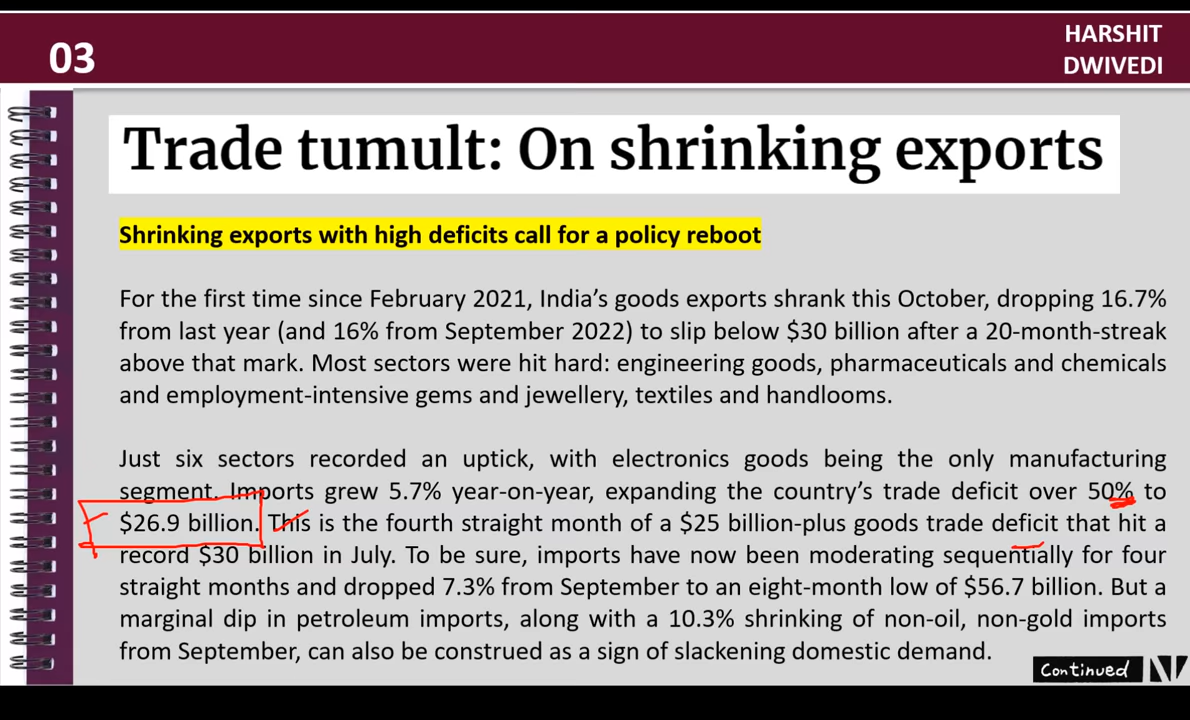 03
HARSHIT
DWIVEDI
Trade tumult: On shrinking exports
Shrinking exports with high deficits call for a policy reboot
For the first time since February 2021, India’s goods exports shrank this October, dropping 16.7%
from last year (and 16% from September 2022) to slip below $30 billion after a 20-month-streak
above that mark. Most sectors were hit hard: engineering goods, pharmaceuticals and chemicals
and employment-intensive gems and jewellery, textiles and handlooms.
Just six sectors recorded an uptick, with electronics goods being the only manufacturing
segment. Imports grew 5.7% year-on-year, expanding the country’s trade deficit over 50% to
$26.9 billion. This is the fourth straight month of a $25 billion-plus goods trade deficit that hit a
record $30 billion in July. To be sure, imports have now been moderating sequentially for four
straight months and dropped 7.3% from September to an eight-month low of $56.7 billion. But a
marginal dip in petroleum imports, along with a 10.3% shrinking of non-oil, non-gold imports
from September, can also be construed as a sign of slackening domestic demand.
Continued